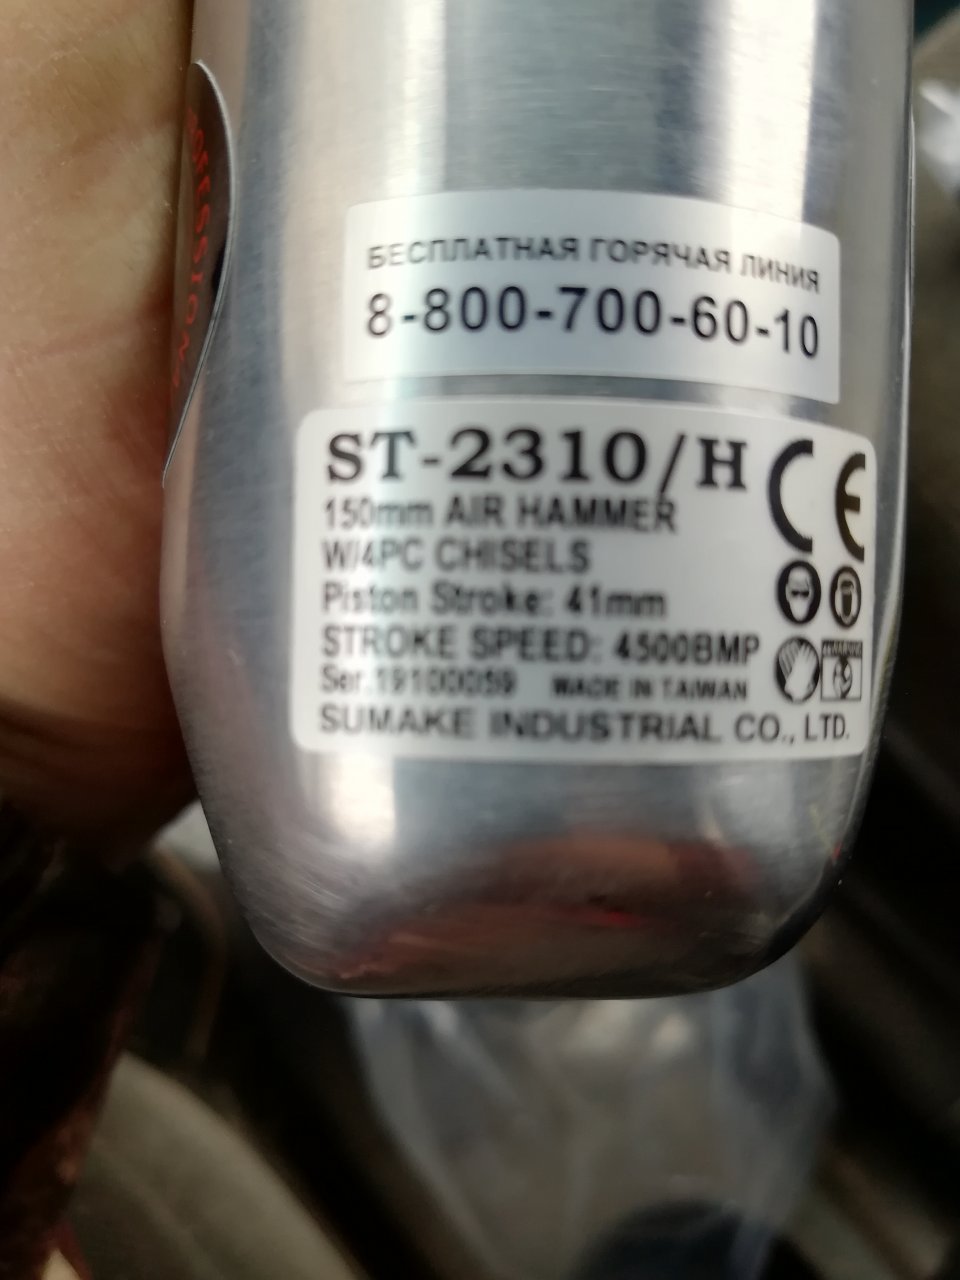 БЕСПЛАТНАЯ ГОРЯЧАЯ ЛИНИЯ
8-800-700-60-10
ST-2310/H
150mm AIR HAMMER
W/4PC CHISELS
Piston Stroke: 41mm
STROKE SPEED: 4500BMP
Ser.19100059 MADE IN TAIWAN
SUMAKE INDUSTRIAL CO., LTD.
CE